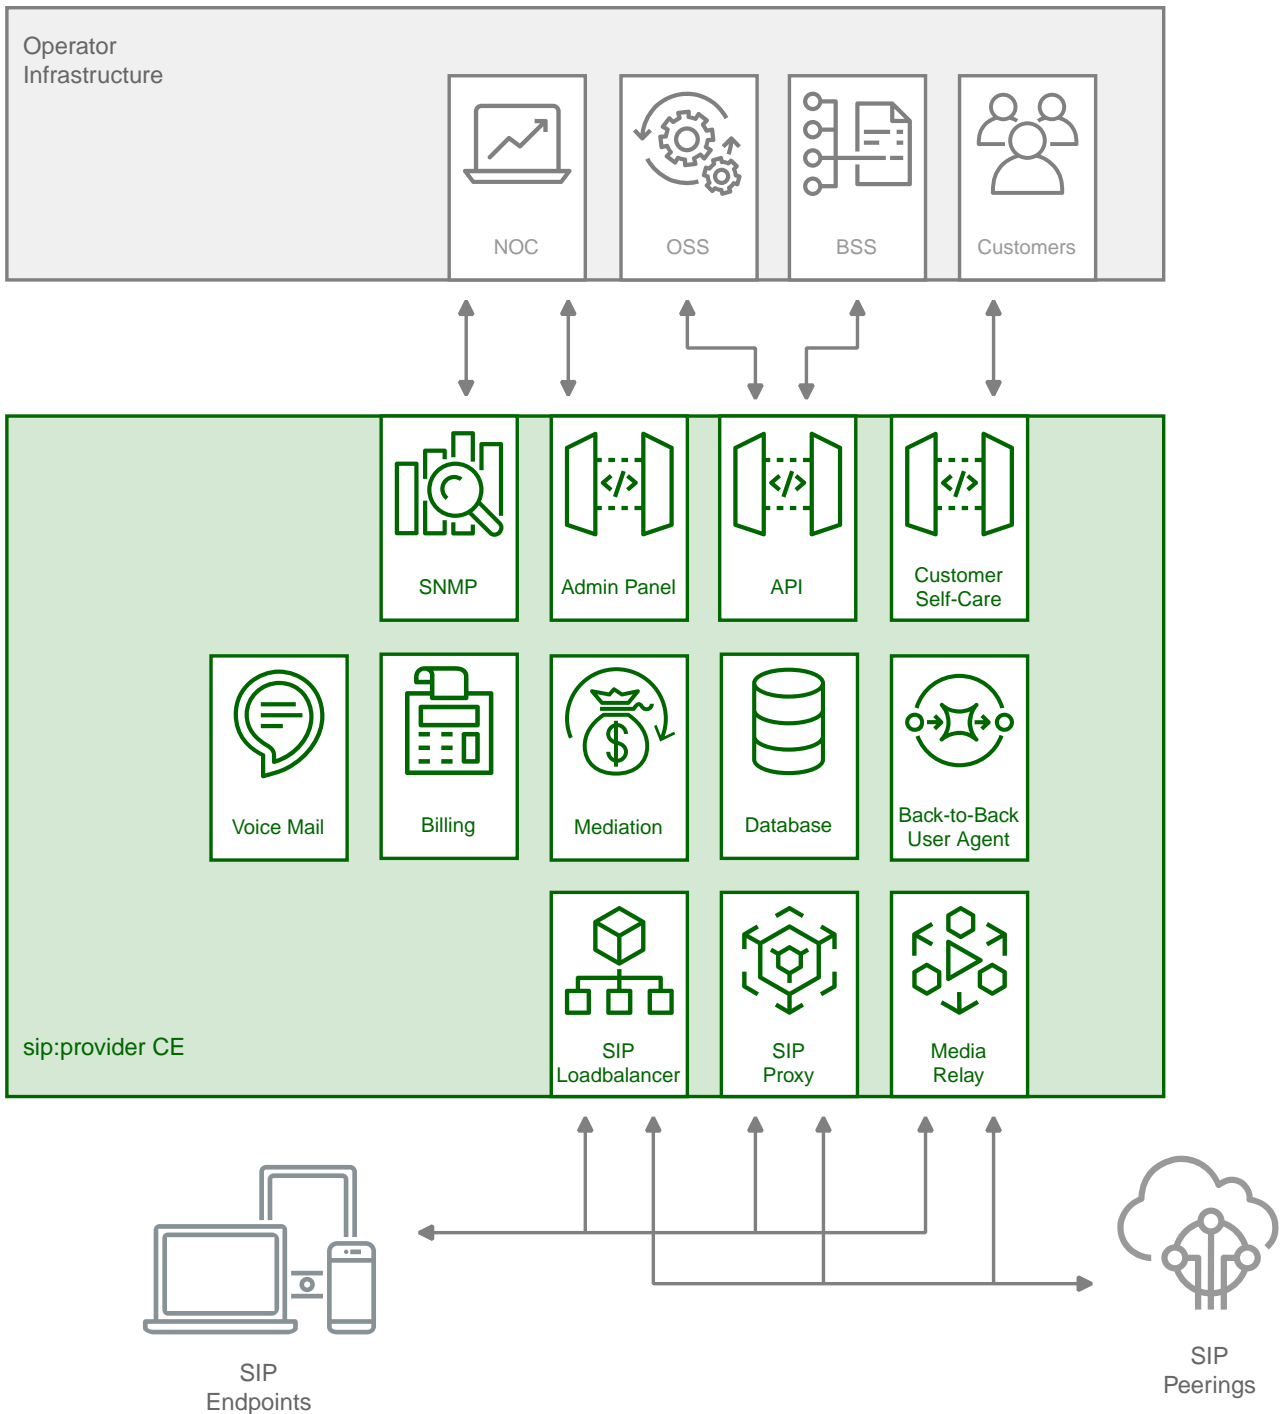 Operator
Infrastructure
NOC
OSS
BSS
Customers
SNMP
Admin Panel
</>
API
</>
Customer
Self-Care
</>
Voice Mail
Billing
Mediation
$
Database
Back-to-Back
User Agent
sip:provider CE
SIP
Loadbalancer
SIP
Proxy
Media
Relay
SIP
Endpoints
SIP
Peerings